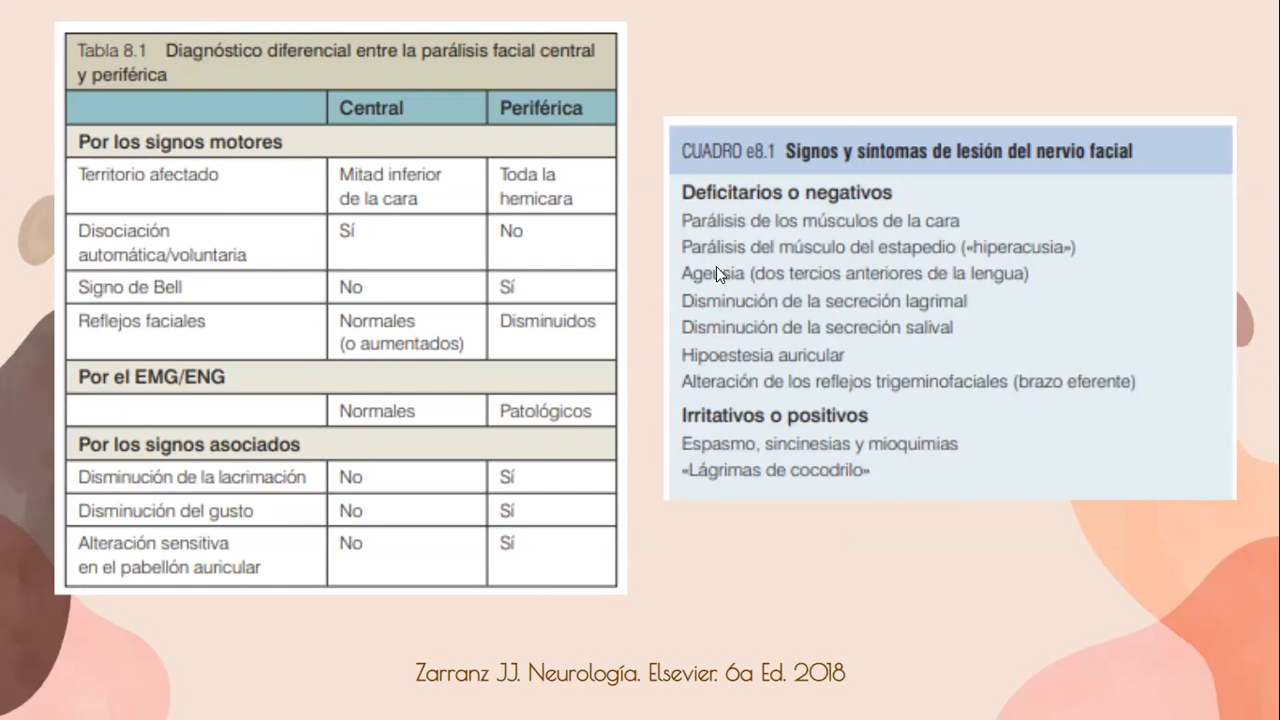 Tabla 8.1 Diagnóstico diferencial entre la parálisis facial central
y periférica
Central Periférica
Por los signos motores
Territorio afectado Mitad inferior Toda la
de la cara hemicara
Disociación Sí No
automática/voluntaria
Signo de Bell No Sí
Reflejos faciales Normales Disminuidos
(o aumentados)
Por el EMG/ENG
Normales Patológicos
Por los signos asociados
Disminución de la lacrimación No Sí
Disminución del gusto No Sí
Alteración sensitiva No Sí
en el pabellón auricular
CUADRO e8.1 Signos y síntomas de lesión del nervio facial
Deficitarios o negativos
Parálisis de los músculos de la cara
Parálisis del músculo del estapedio («hiperacusia»)
Ageusia (dos tercios anteriores de la lengua)
Disminución de la secreción lagrimal
Disminución de la secreción salival
Hipoestesia auricular
Alteración de los reflejos trigeminofaciales (brazo eferente)
Irritativos o positivos
Espasmo, sincinesias y mioquimias
«Lágrimas de cocodrilo»
Zarranz JJ. Neurología. Elsevier. 6a Ed. 2018